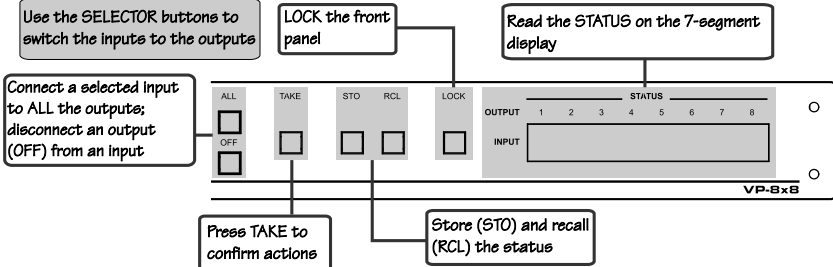 Use the SELECTOR buttons to
switch the inputs to the outputs
LOCK the front
panel
Read the STATUS on the 7-segment
display
Connect a selected input
to ALL the outputs;
disconnect an output
(OFF) from an input
ALL
OFF
TAKE
STO
RCL
LOCK
STATUS
OUTPUT 1 2 3 4 5 6 7 8
INPUT
VP-8x8
Press TAKE to
confirm actions
Store (STO) and recall
(RCL) the status